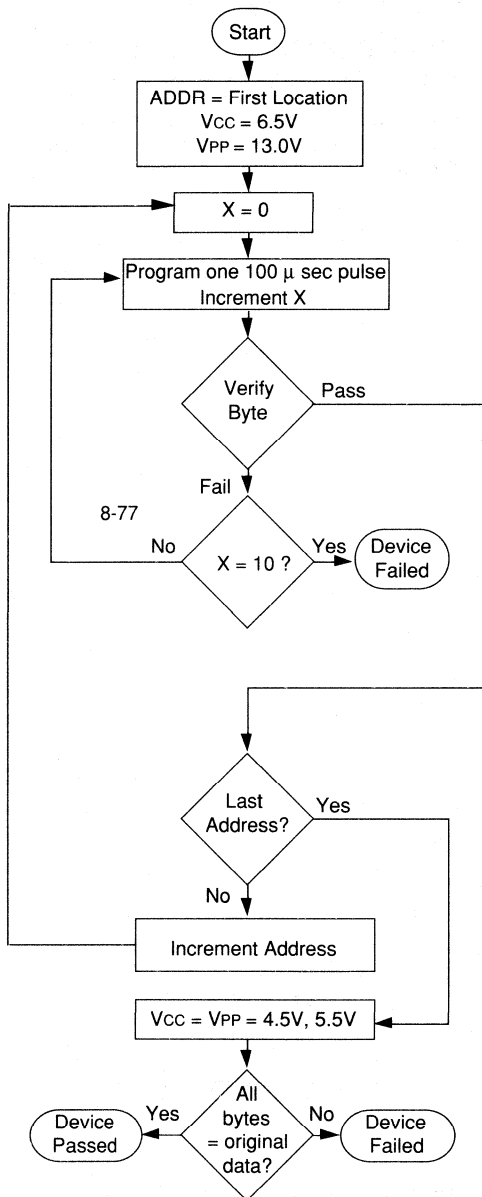 Start
ADDR = First Location
VCC = 6.5V
VPP = 13.0V
X = 0
Program one 100 μ sec pulse
Increment X
Verify
Byte
Pass
Fail
8-77
No
X = 10 ?
Yes
Device
Failed
Last
Address?
Yes
No
Increment Address
VCC = VPP = 4.5V, 5.5V
All
bytes
= original
data?
Yes
Device
Passed
No
Device
Failed